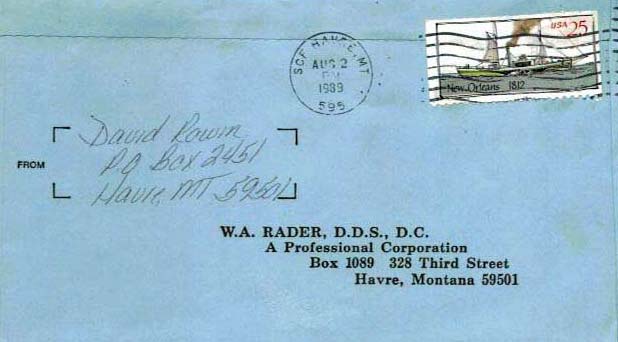 SCF HAVRE, MT
AUG 2
PM
1989
595
USA 25
New Orleans 1812
FROM
David
PO Box 2451
Havre, MT 59501
W.A. RADER, D.D.S., D.C.
A Professional Corporation
Box 1089 328 Third Street
Havre, Montana 59501